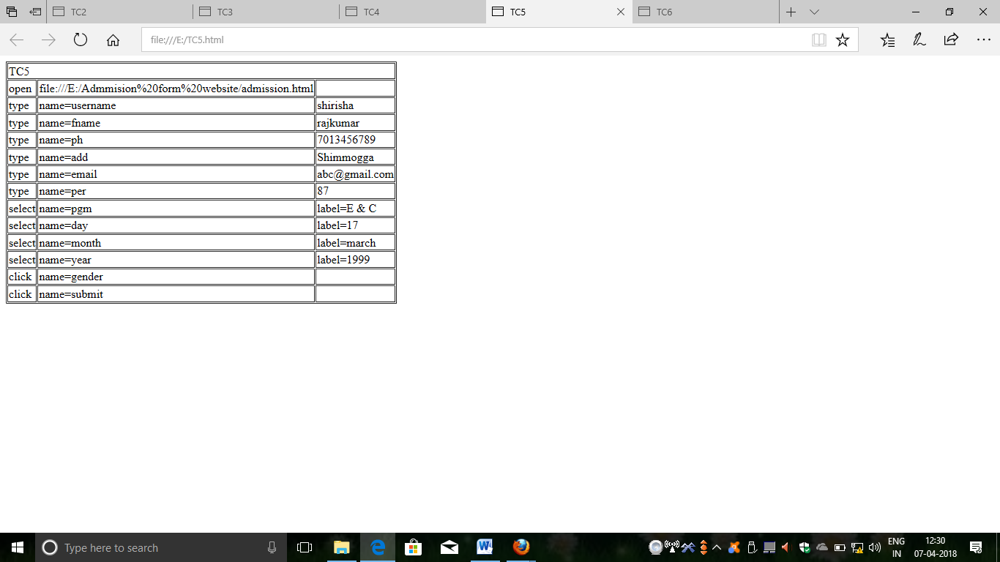 TC2 TC3 TC4 TC5 TC6
file:///E:/TC5.html
TC5
open file:///E:/Admmision%20form%20website/admission.html
type name=username shirisha
type name=fname rajkumar
type name=ph 7013456789
type name=add Shimmogga
type name=email abc@gmail.com
type name=per 87
select name=pgm label=E & C
select name=day label=17
select name=month label=march
select name=year label=1999
click name=gender
click name=submit
Type here to search
ENG 12:30
IN 07-04-2018